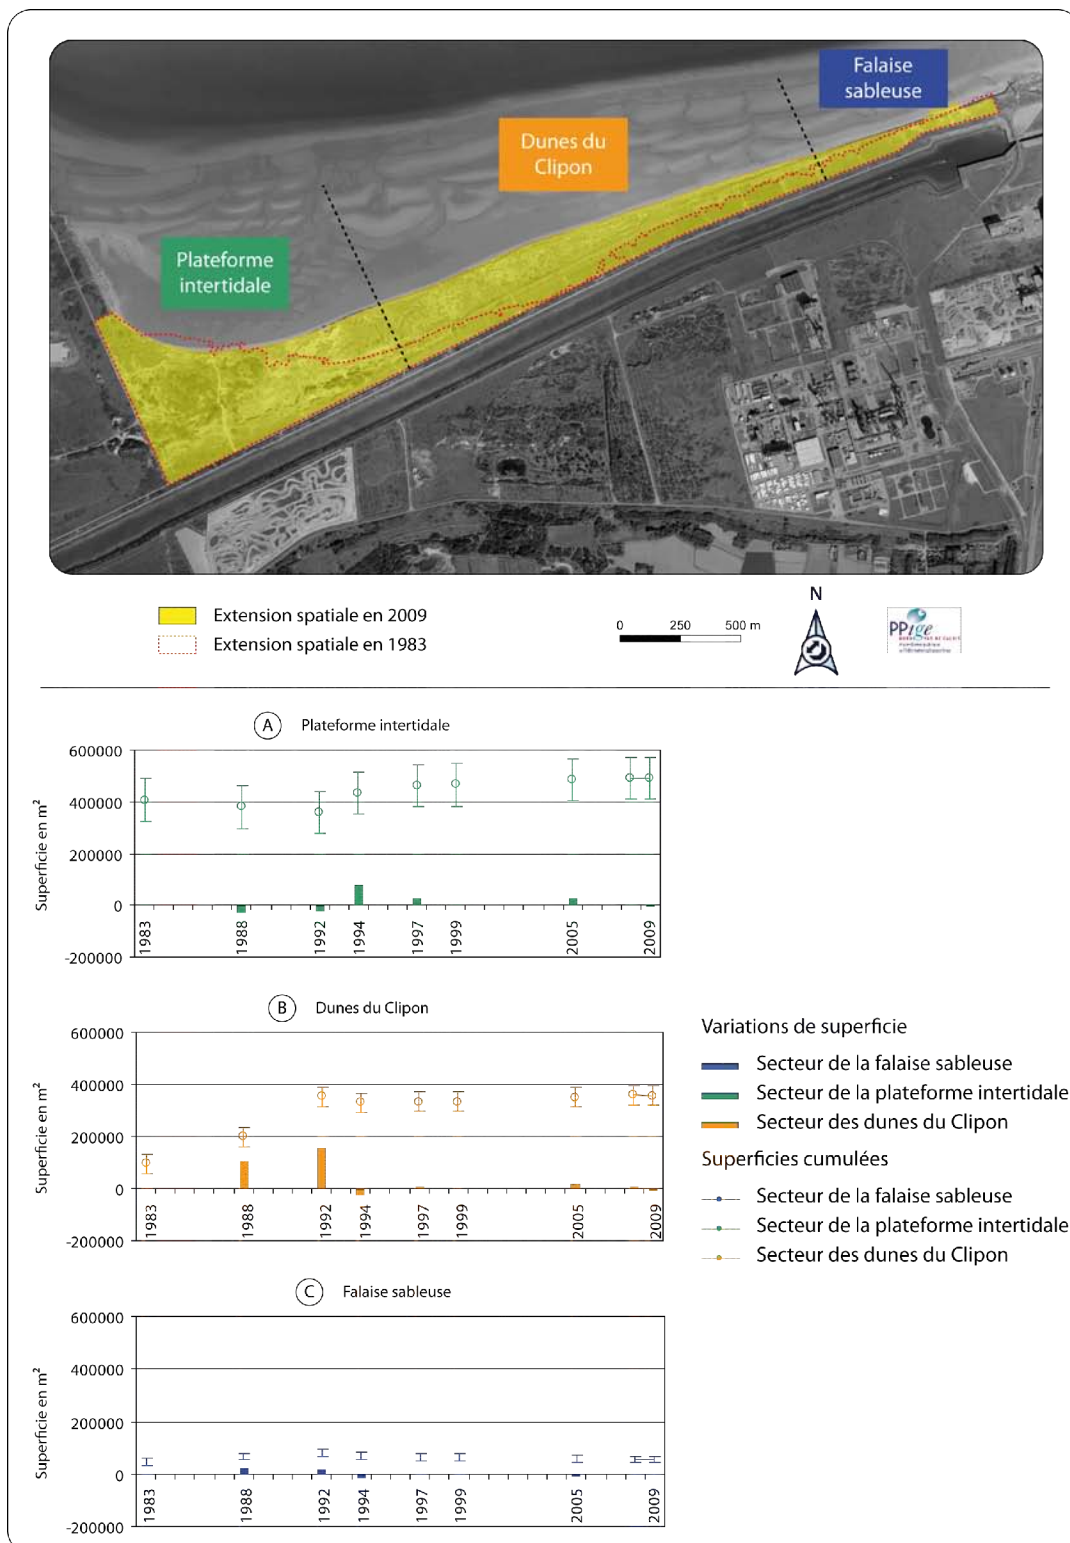 Falaise
sableuse
Dunes du
Clipon
Plateforme
intertidale
Extension spatiale en 2009
Extension spatiale en 1983
0 250 500 m
N
PPige
A Plateforme intertidale
Superficie en m²
600000
400000
200000
0
-200000
1983 1988 1992 1994 1997 1999 2005 2009
B Dunes du Clipon
Superficie en m²
600000
400000
200000
0
-200000
1983 1988 1992 1994 1997 1999 2005 2009
Variations de superficie
Secteur de la falaise sableuse
Secteur de la plateforme intertidale
Secteur des dunes du Clipon
Superficies cumulées
Secteur de la falaise sableuse
Secteur de la plateforme intertidale
Secteur des dunes du Clipon
C Falaise sableuse
Superficie en m²
600000
400000
200000
0
-200000
1983 1988 1992 1994 1997 1999 2005 2009